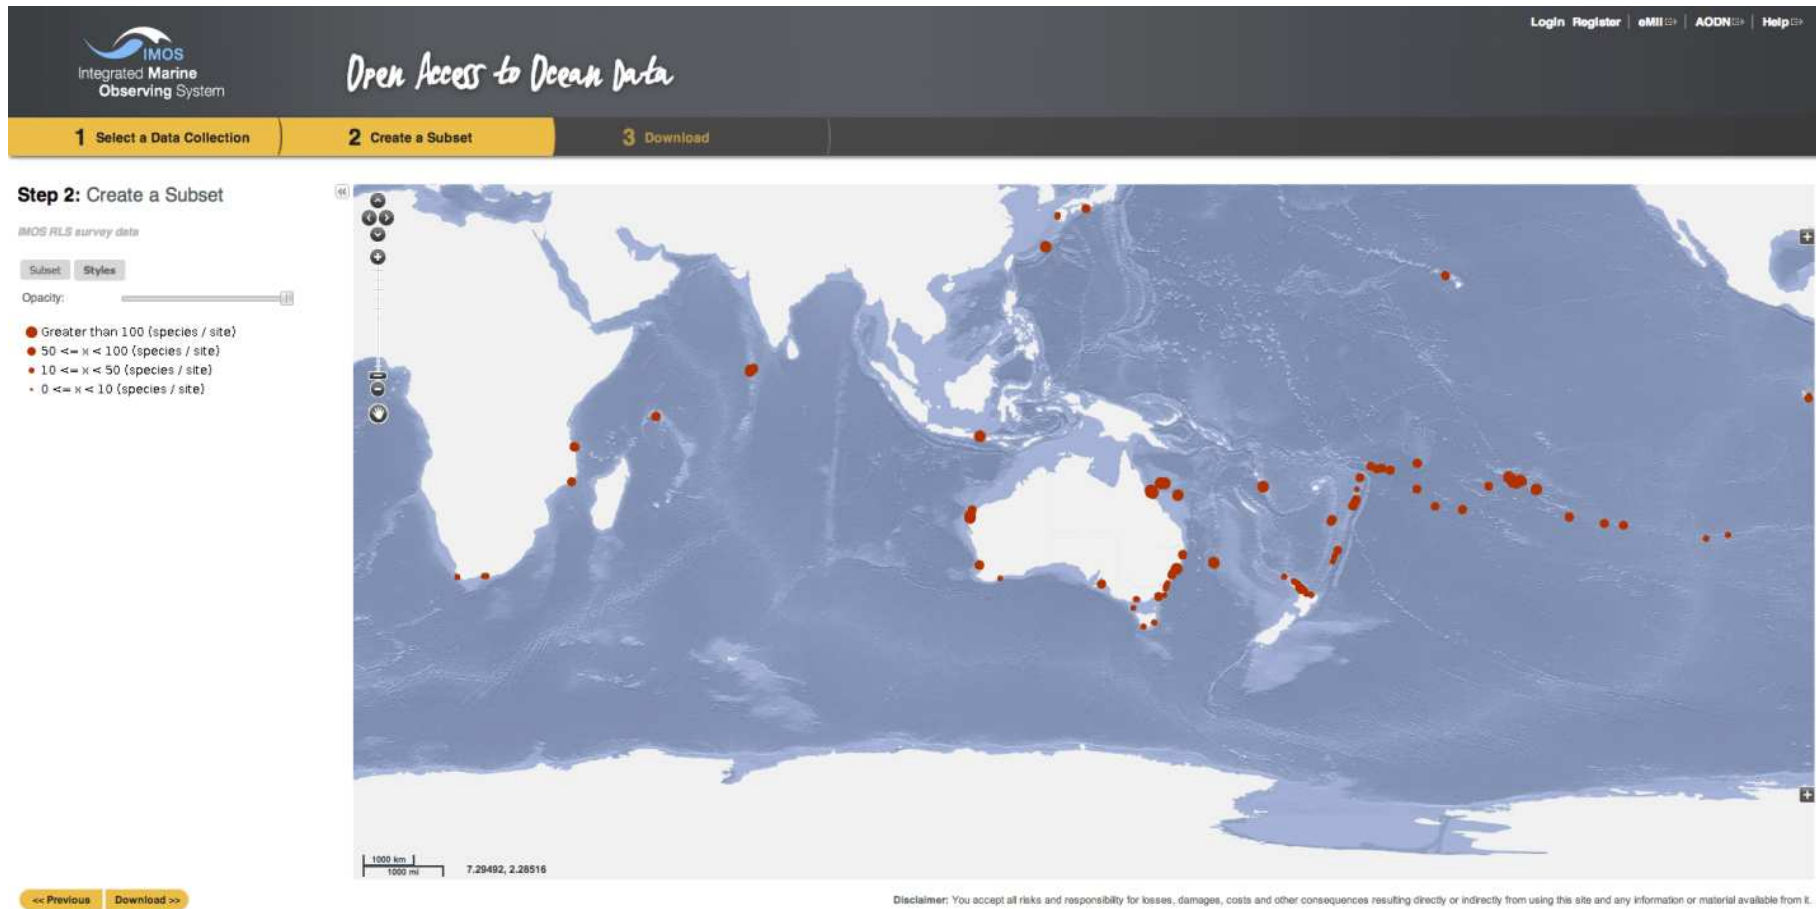 Login Register | eMII | AODN | Help
IMOS
Integrated Marine
Observing System
Open Access to Ocean Data
1 Select a Data Collection
2 Create a Subset
3 Download
Step 2: Create a Subset
IMOS RLS survey data
Subset Styles
Opacity:
Greater than 100 (species / site)
50 <= x < 100 (species / site)
10 <= x < 50 (species / site)
0 <= x < 10 (species / site)
1000 km
1000 mi
7.29492, 2.28516
<< Previous Download >>
Disclaimer: You accept all risks and responsibility for losses, damages, costs and other consequences resulting directly or indirectly from using this site and any information or material available from it.